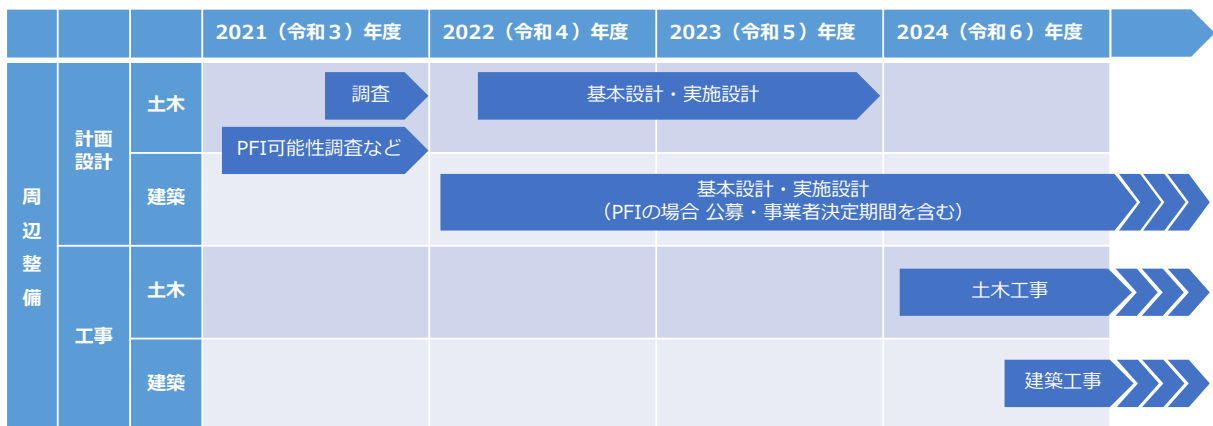 2021（令和３）年度
2022（令和４）年度
2023（令和５）年度
2024（令和６）年度
周辺整備
計画
設計
土木
調査
基本設計・実施設計
PFI可能性調査など
建築
基本設計・実施設計
（PFIの場合 公募・事業者決定期間を含む）
工事
土木
土木工事
建築
建築工事